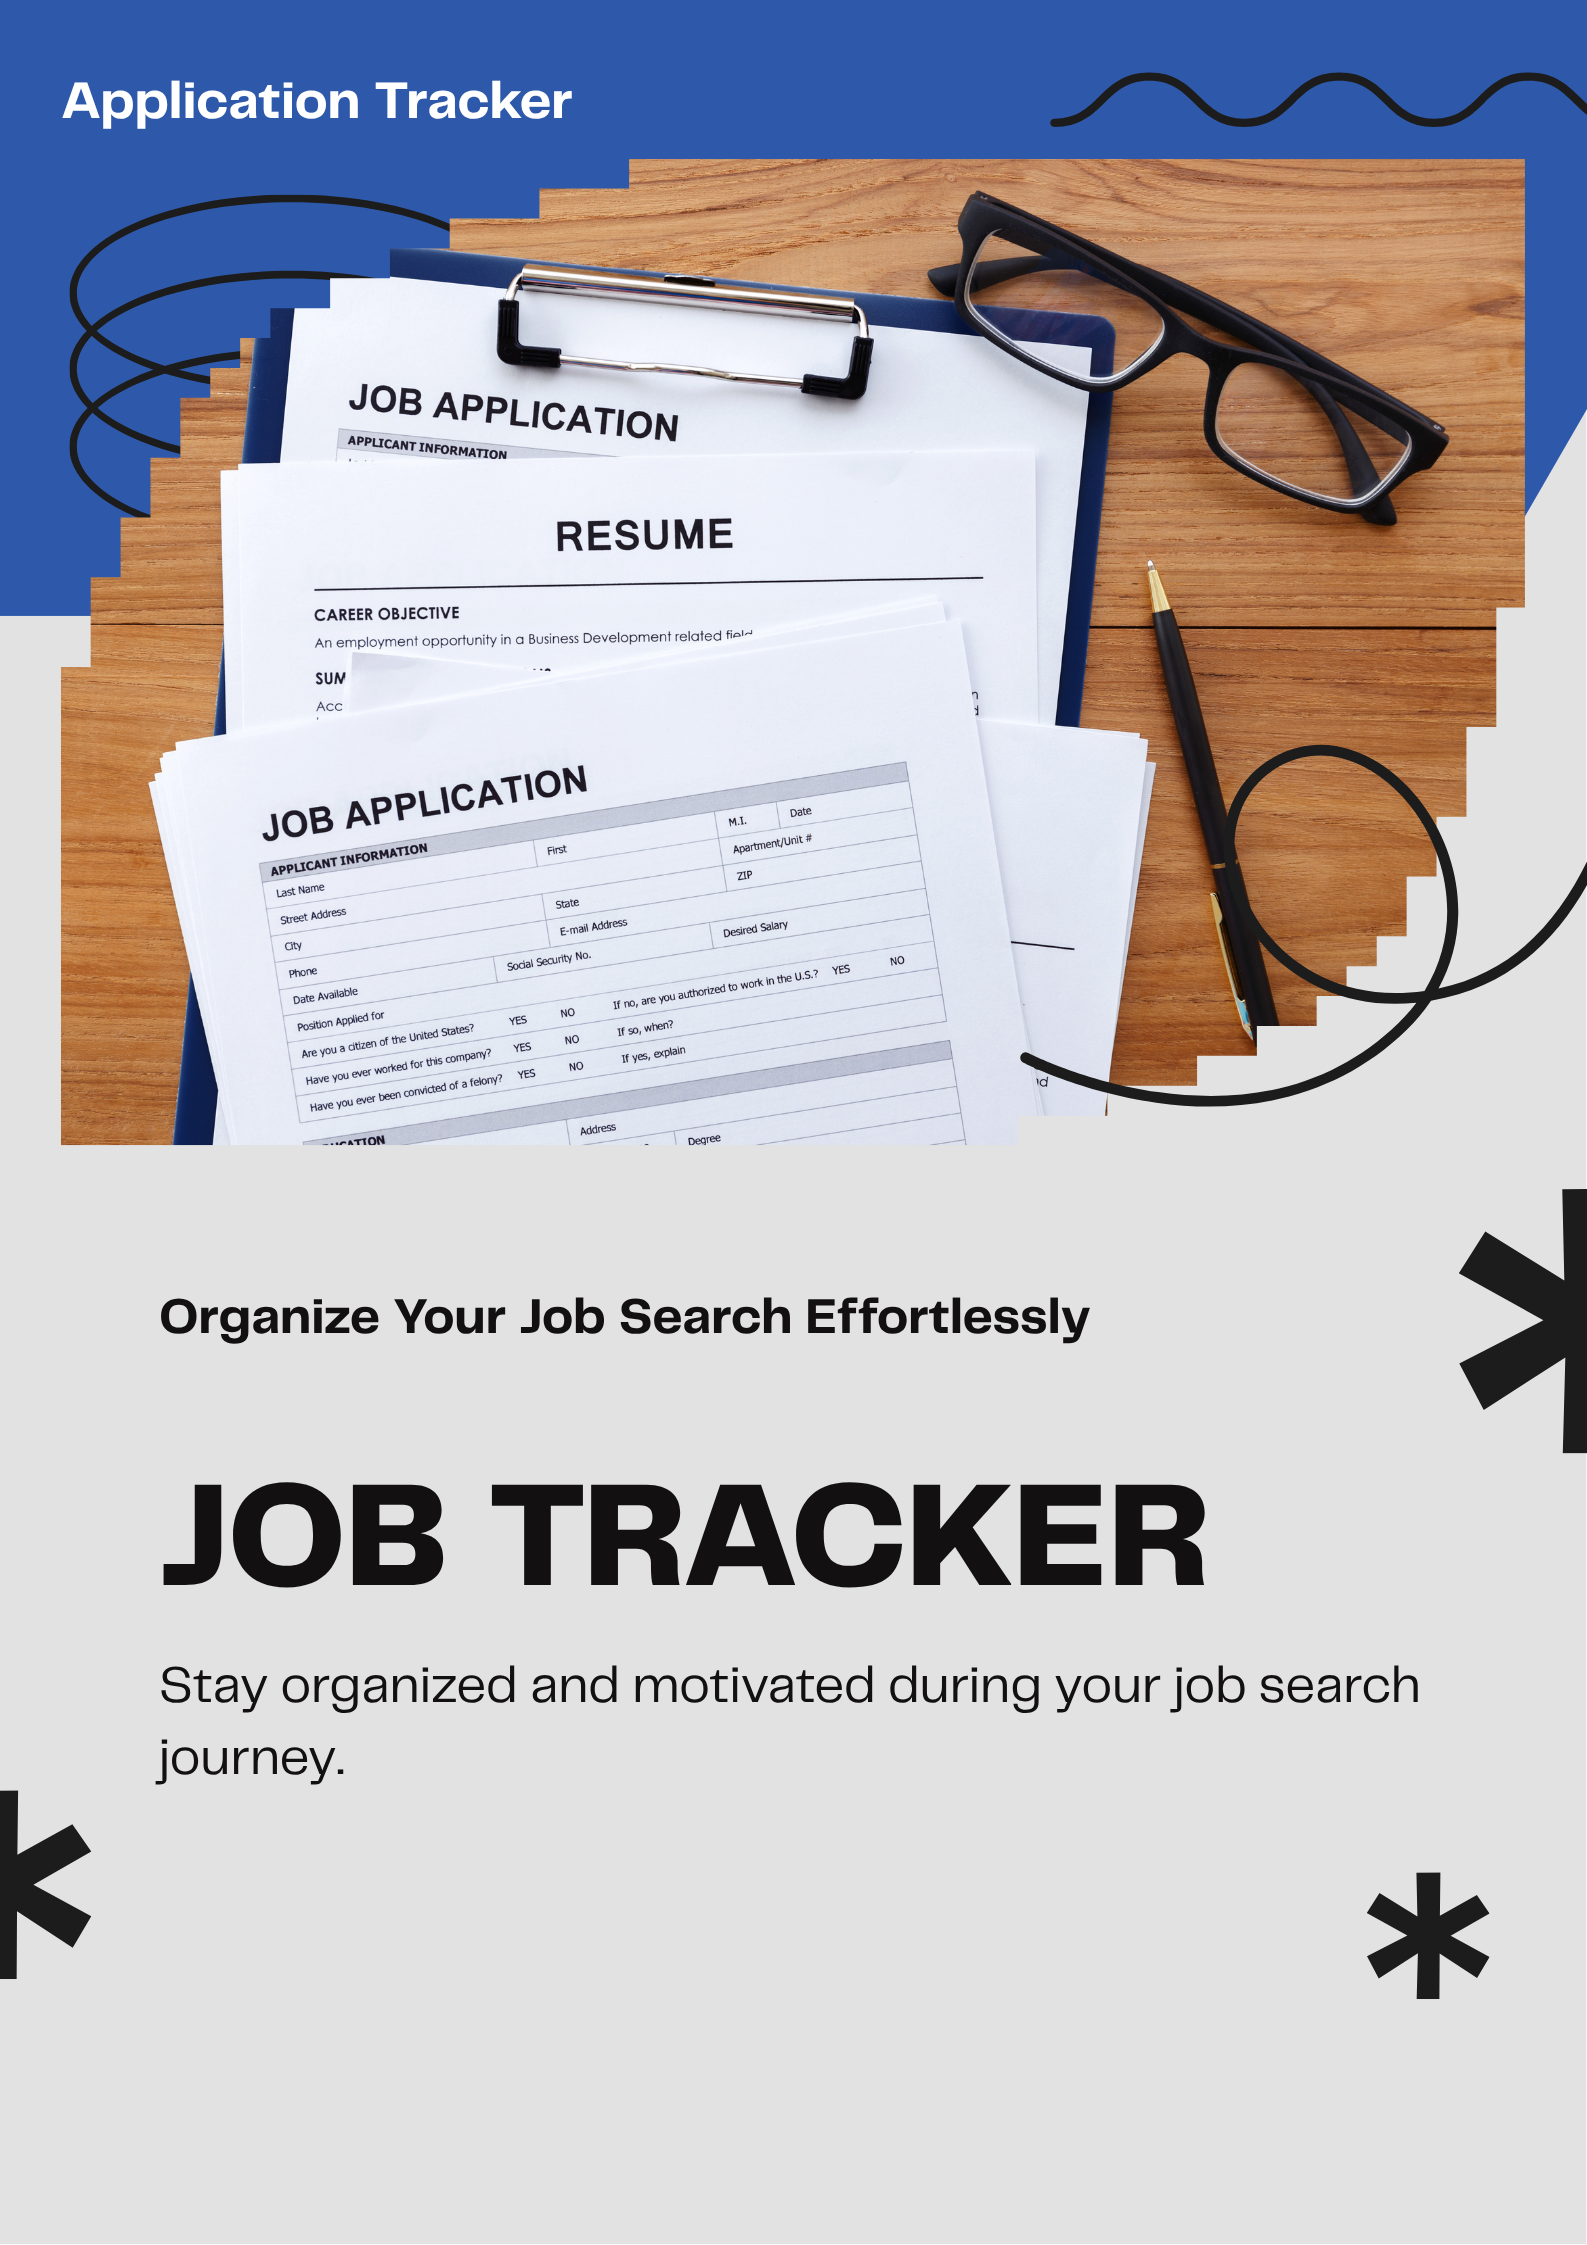 Application Tracker
JOB APPLICATION
APPLICANT INFORMATION
RESUME
CAREER OBJECTIVE
An employment opportunity in a Business Development related field
JOB APPLICATION
APPLICANT INFORMATION
Last Name First M.I. Date
Street Address Apartment/Unit #
City State ZIP
Phone E-mail Address
Date Available Social Security No. Desired Salary
Position Applied for
Are you a citizen of the United States? YES NO If no, are you authorized to work in the U.S.? YES NO
Have you ever worked for this company? YES NO If so, when?
Have you ever been convicted of a felony? YES NO If yes, explain
Address
Degree
Organize Your Job Search Effortlessly
JOB TRACKER
Stay organized and motivated during your job search
journey.